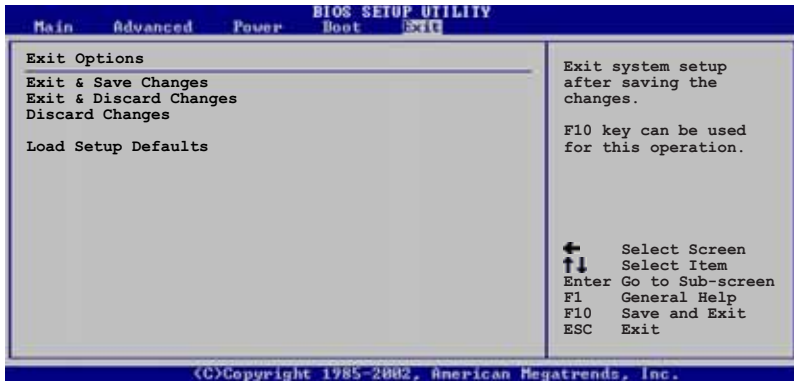 BIOS SETUP UTILITY
Main Advanced Power Boot Exit
Exit Options
Exit & Save Changes
Exit & Discard Changes
Discard Changes
Load Setup Defaults
Exit system setup
after saving the
changes.
F10 key can be used
for this operation.
← Select Screen
↑↓ Select Item
Enter Go to Sub-screen
F1 General Help
F10 Save and Exit
ESC Exit
(C)Copyright 1985-2002, American Megatrends, Inc.